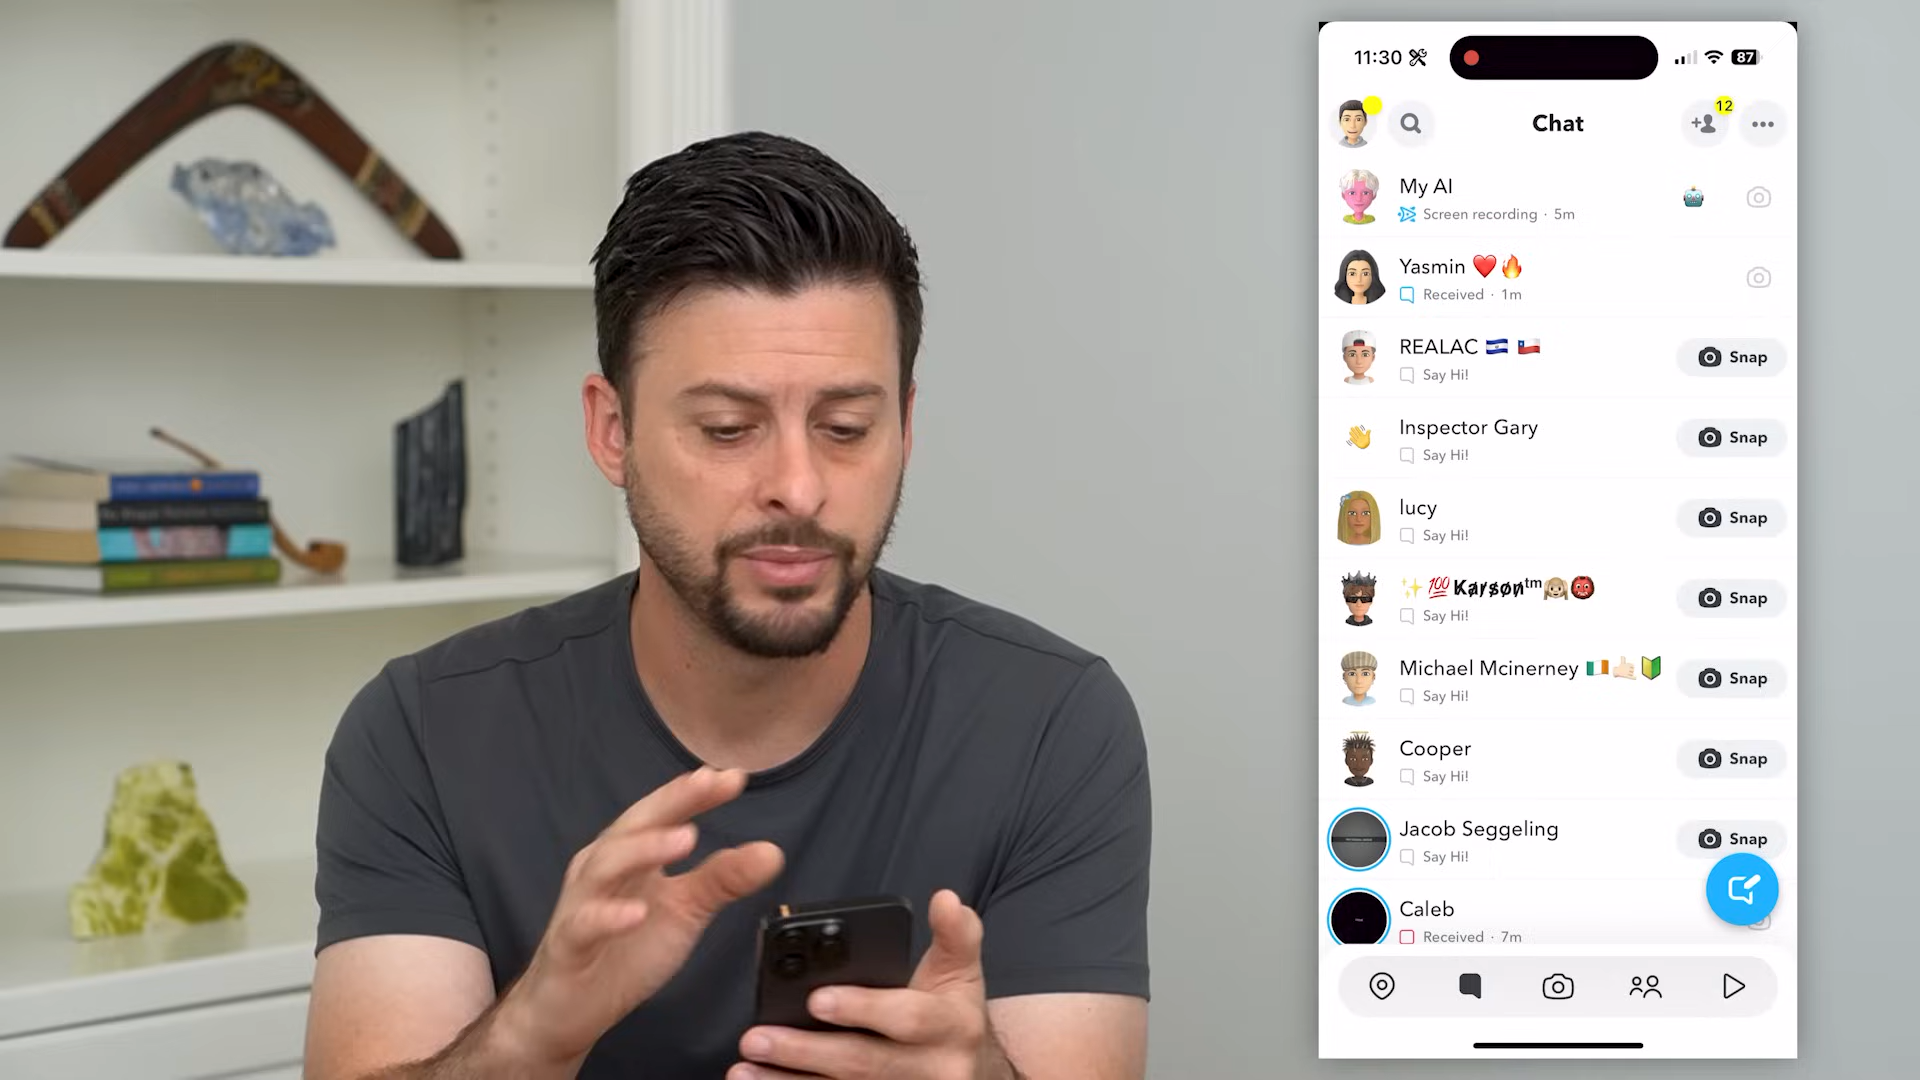 11:30
87
12
Chat
My AI
Screen recording · 5m
Yasmin ❤️🔥
Received · 1m
REALAC 🇸🇻 🇨🇱
Say Hi!
Snap
Inspector Gary
Say Hi!
Snap
lucy
Say Hi!
Snap
✨💯K̷a̷r̷s̷ø̷n̷ᵗᵐ🙉👹
Say Hi!
Snap
Michael Mcinerney 🇮🇪👍🏻🔰
Say Hi!
Snap
Cooper
Say Hi!
Snap
Jacob Seggeling
Say Hi!
Snap
Caleb
Received · 7m